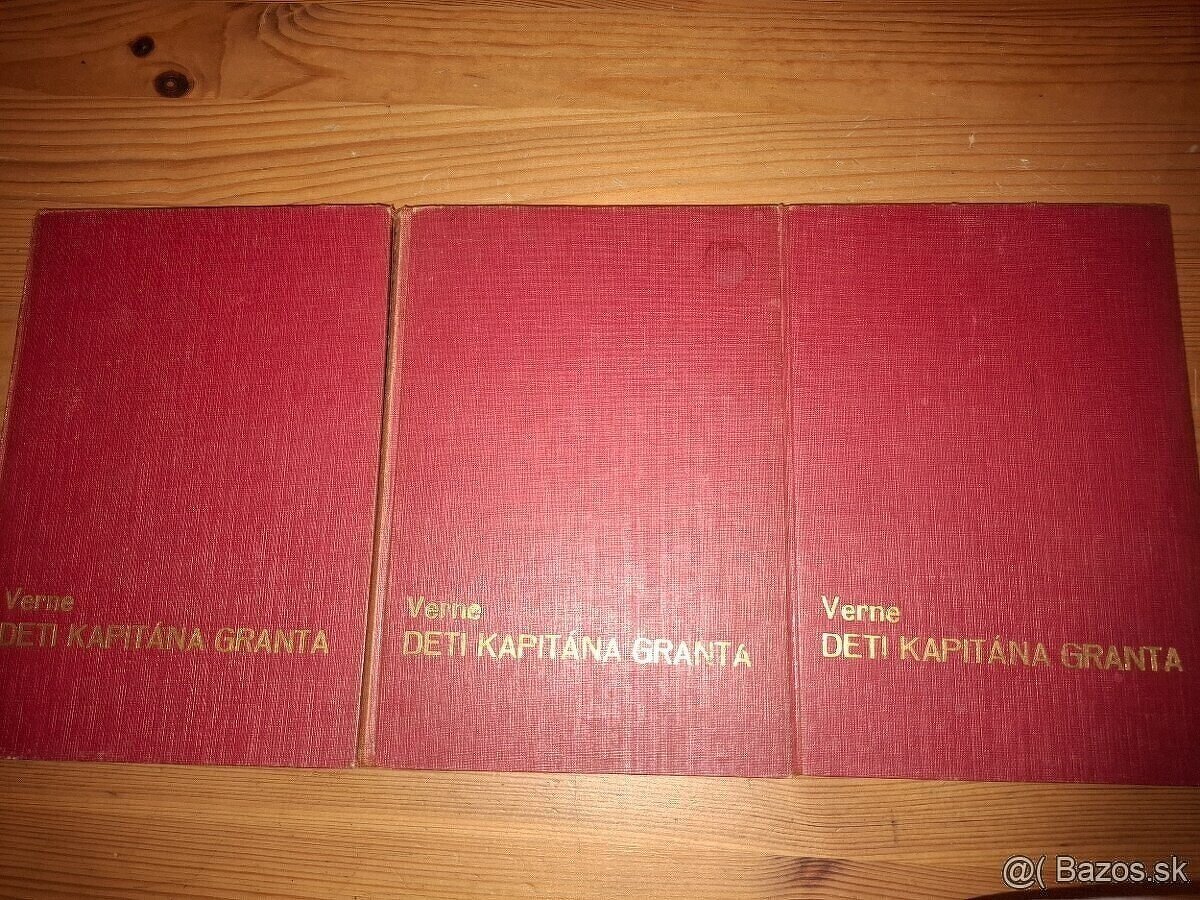 Verne
DETI KAPITÁNA GRANTA
Verne
DETI KAPITÁNA GRANTA
Verne
DETI KAPITÁNA GRANTA
@( Bazos.sk